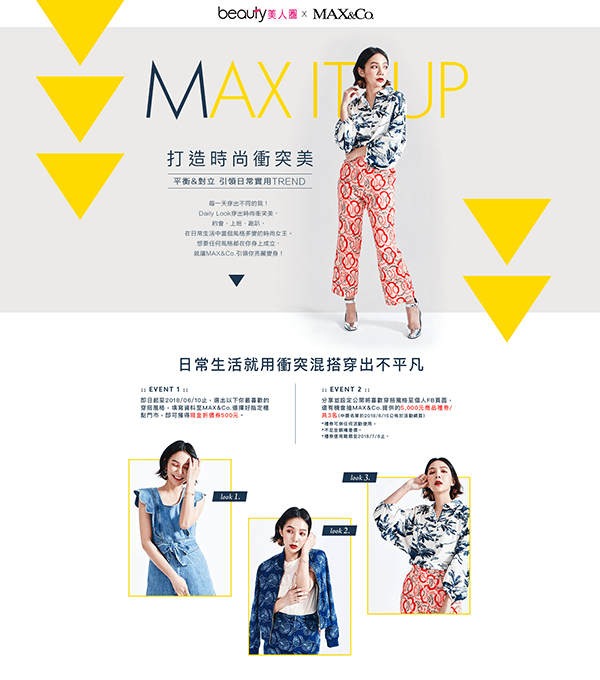 beauty美人圈 x MAX&Co.
MAX IT UP
打造時尚衝突美
平衡&對立 引領日常實用TREND
每一天穿出不同的我!
Daily Look穿出時尚衝突美,
約會、上班、趴趴,
在日常生活中當個風格多變的時尚女王。
想要任何風格都在你身上成立,
就讓MAX&Co.引領你亮麗變身!
日常生活就用衝突混搭穿出不平凡
:: EVENT 1 ::
即日起至2018/06/10止,選出以下你最喜歡的
穿搭風格,填寫資料至MAX&Co.選擇好指定櫃
點門市,即可獲得現金折價券500元。
:: EVENT 2 ::
分享並設定公開將喜歡穿搭風格至個人FB頁面,
還有機會抽MAX&Co.提供的5,000元商品禮券/
共3名(中獎名單於2018/6/15公佈於活動網頁)
*禮券可併任何活動使用。
*不足金額補差價。
*禮券使用期限至2018/7/8止。
look 1.
look 2.
look 3.